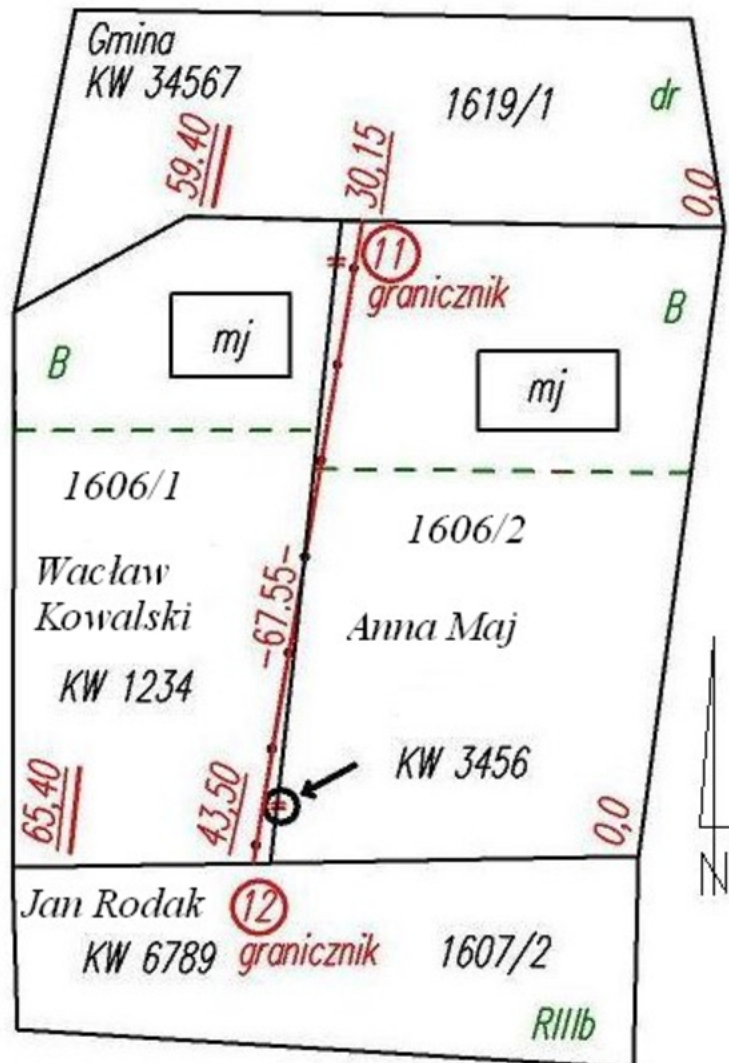 Gmina
KW 34567
1619/1
dr
59.40
30,15
0,0
11
granicznik
mj
B
mj
B
1606/1
1606/2
Wacław
Kowalski
-67.55-
Anna Maj
KW 1234
KW 3456
65,40
43,50
0,0
N
Jan Rodak
12
KW 6789
granicznik
1607/2
RIIIb